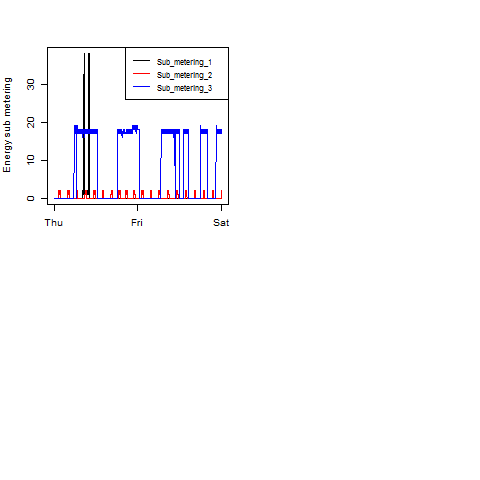 Sub_metering_1
Sub_metering_2
Sub_metering_3
Energy sub metering
30
20
10
0
Thu Fri Sat